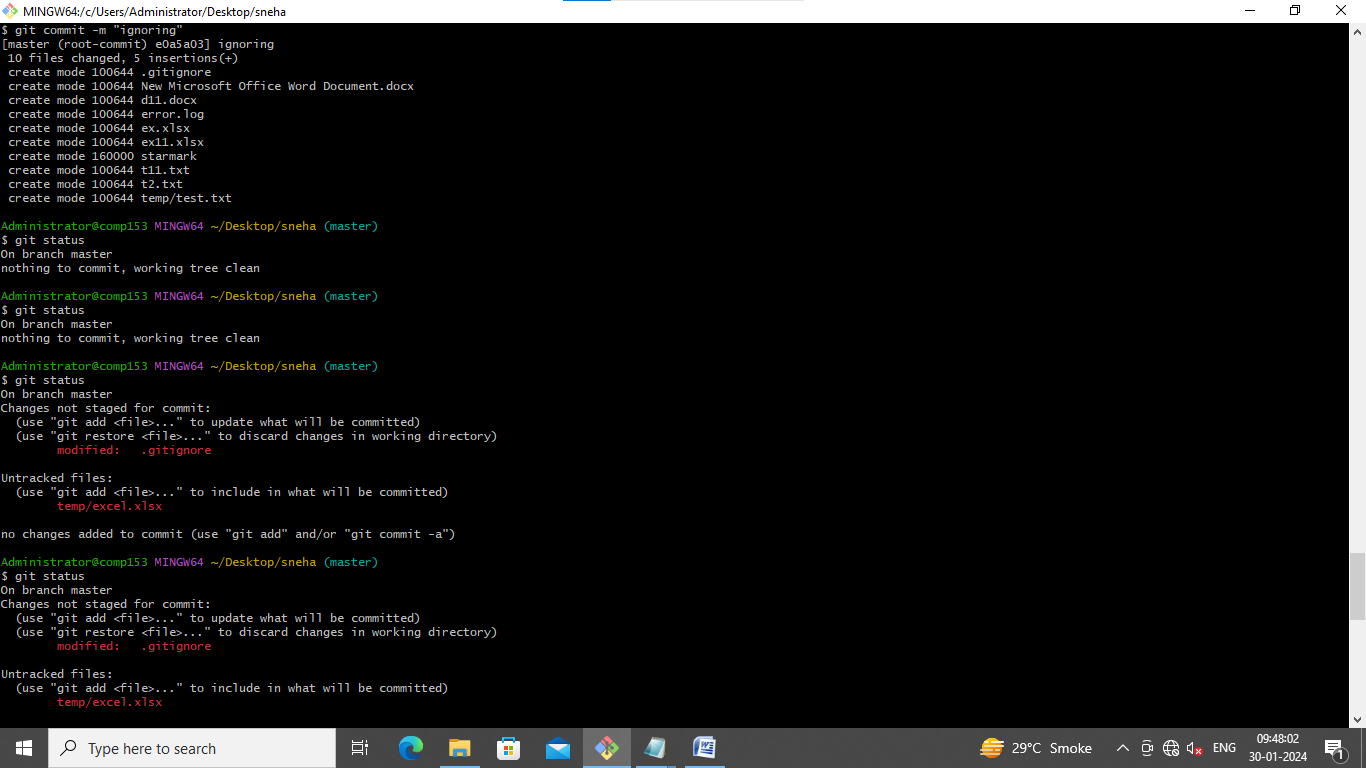 MINGW64:/c/Users/Administrator/Desktop/sneha
$ git commit -m "ignoring"
[master (root-commit) e0a5a03] ignoring
 10 files changed, 5 insertions(+)
 create mode 100644 .gitignore
 create mode 100644 New Microsoft Office Word Document.docx
 create mode 100644 d11.docx
 create mode 100644 error.log
 create mode 100644 ex.xlsx
 create mode 100644 ex11.xlsx
 create mode 160000 starmark
 create mode 100644 t11.txt
 create mode 100644 t2.txt
 create mode 100644 temp/test.txt
Administrator@comp153 MINGW64 ~/Desktop/sneha (master)
$ git status
On branch master
nothing to commit, working tree clean
Administrator@comp153 MINGW64 ~/Desktop/sneha (master)
$ git status
On branch master
nothing to commit, working tree clean
Administrator@comp153 MINGW64 ~/Desktop/sneha (master)
$ git status
On branch master
Changes not staged for commit:
  (use "git add <file>..." to update what will be committed)
  (use "git restore <file>..." to discard changes in working directory)
        modified:   .gitignore
Untracked files:
  (use "git add <file>..." to include in what will be committed)
        temp/excel.xlsx
no changes added to commit (use "git add" and/or "git commit -a")
Administrator@comp153 MINGW64 ~/Desktop/sneha (master)
$ git status
On branch master
Changes not staged for commit:
  (use "git add <file>..." to update what will be committed)
  (use "git restore <file>..." to discard changes in working directory)
        modified:   .gitignore
Untracked files:
  (use "git add <file>..." to include in what will be committed)
        temp/excel.xlsx
Type here to search
29°C Smoke
ENG
09:48:02
30-01-2024
1